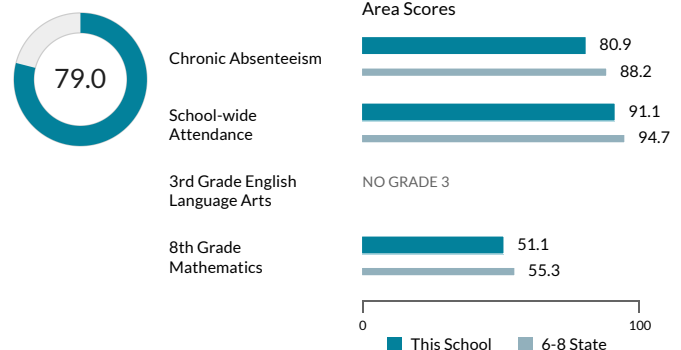 Area Scores
79.0
Chronic Absenteeism
80.9
88.2
School-wide
Attendance
91.1
94.7
3rd Grade English
Language Arts
NO GRADE 3
8th Grade
Mathematics
51.1
55.3
0
100
This School
6-8 State